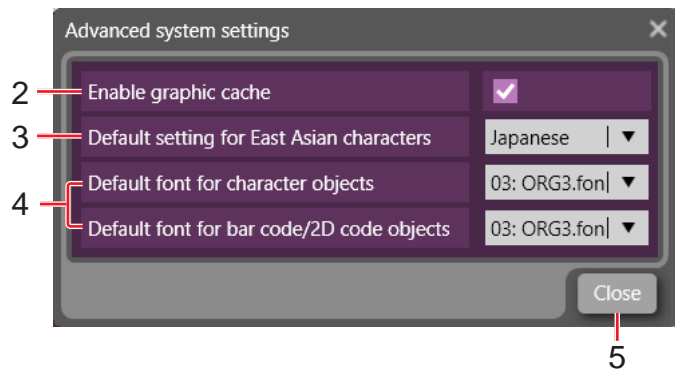 Advanced system settings
2 Enable graphic cache
3 Default setting for East Asian characters Japanese
4 Default font for character objects 03: ORG3.fon
Default font for bar code/2D code objects 03: ORG3.fon
Close
5